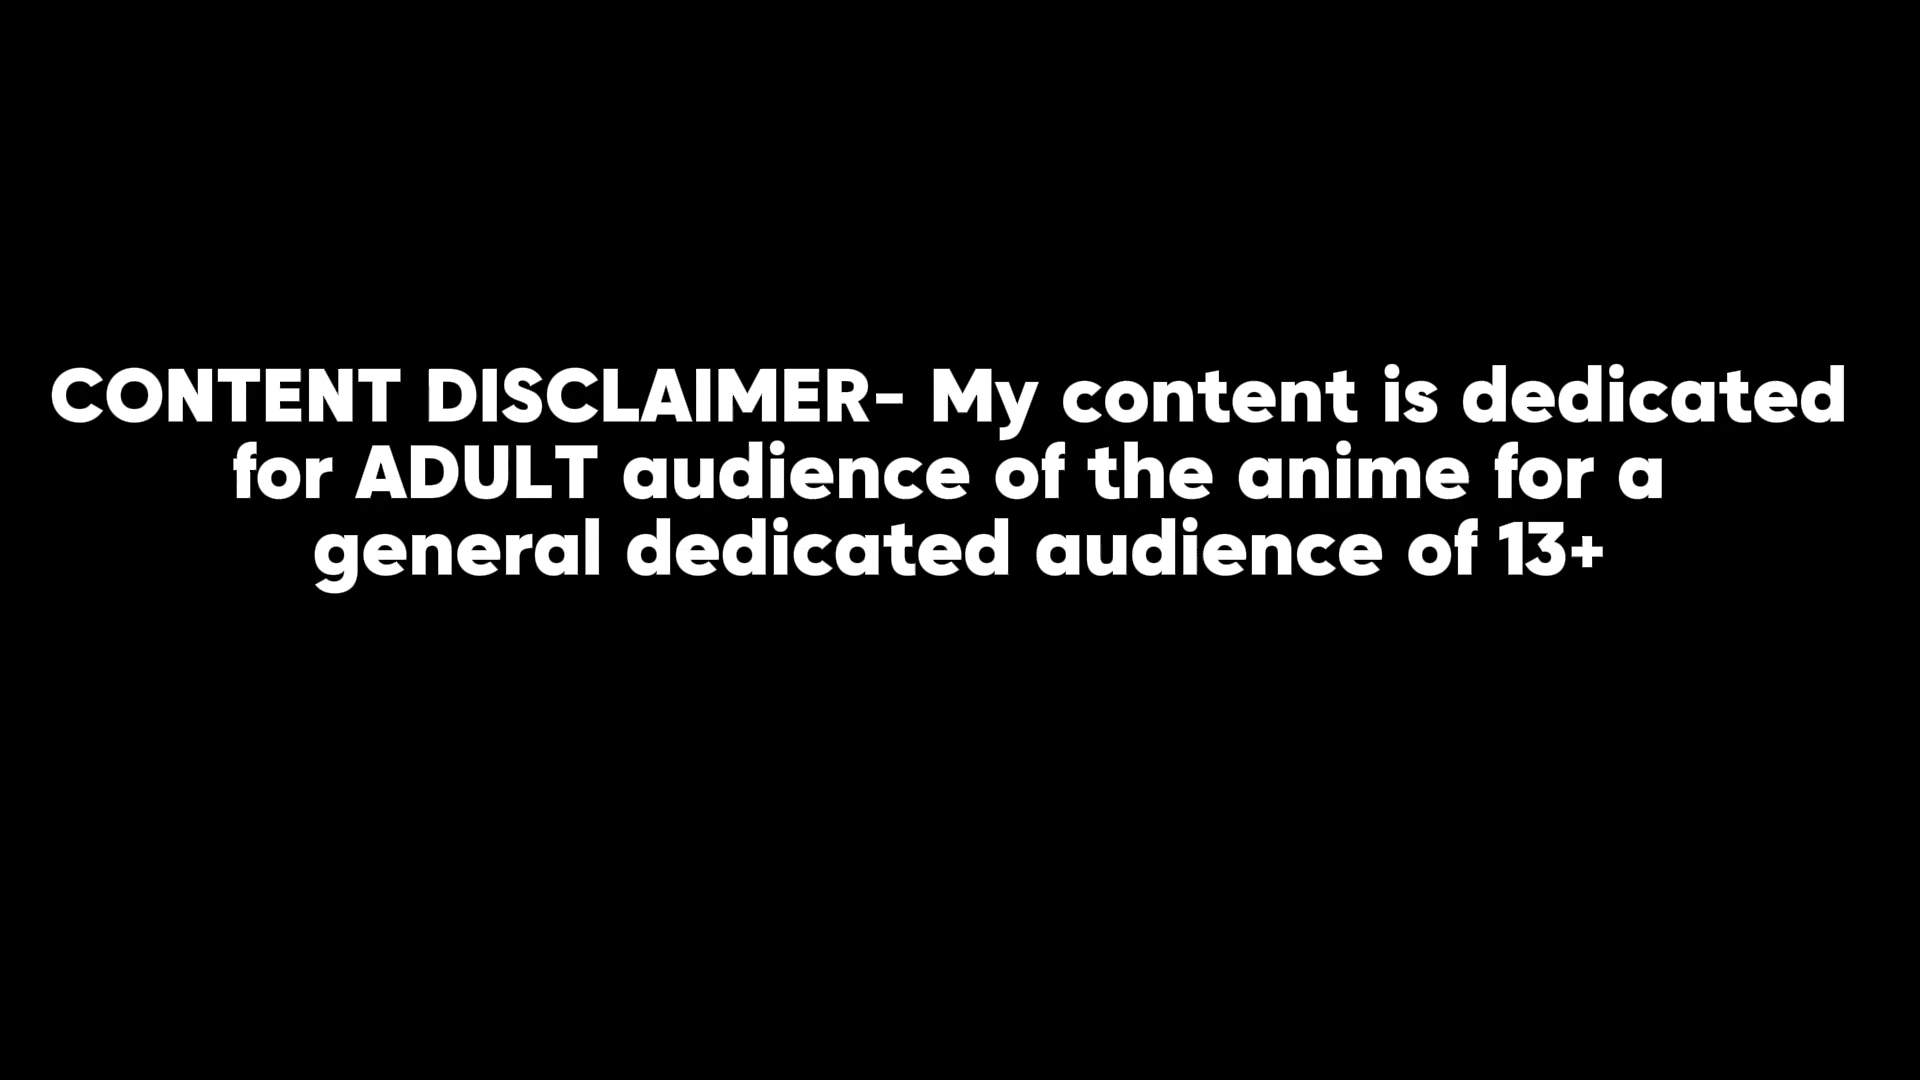 CONTENT DISCLAIMER- My content is dedicated
for ADULT audience of the anime for a
general dedicated audience of 13+